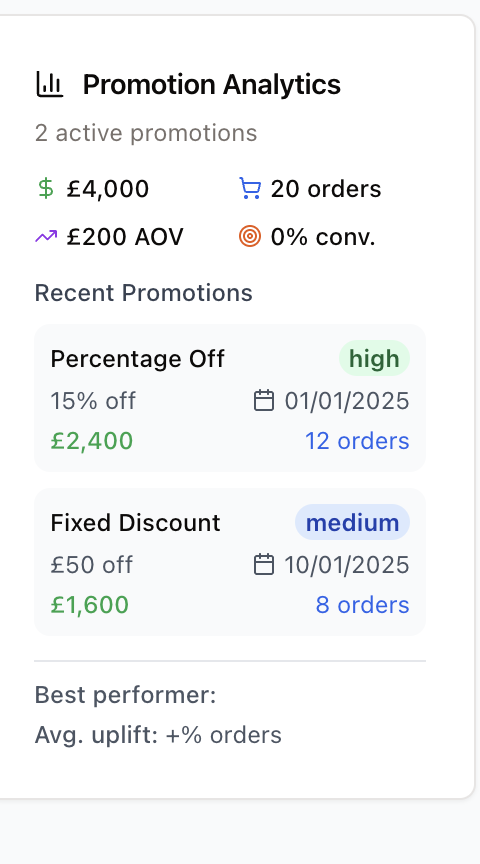 Promotion Analytics
2 active promotions
£4,000
20 orders
£200 AOV
0% conv.
Recent Promotions
Percentage Off
high
15% off
01/01/2025
£2,400
12 orders
Fixed Discount
medium
£50 off
10/01/2025
£1,600
8 orders
Best performer:
Avg. uplift: +% orders